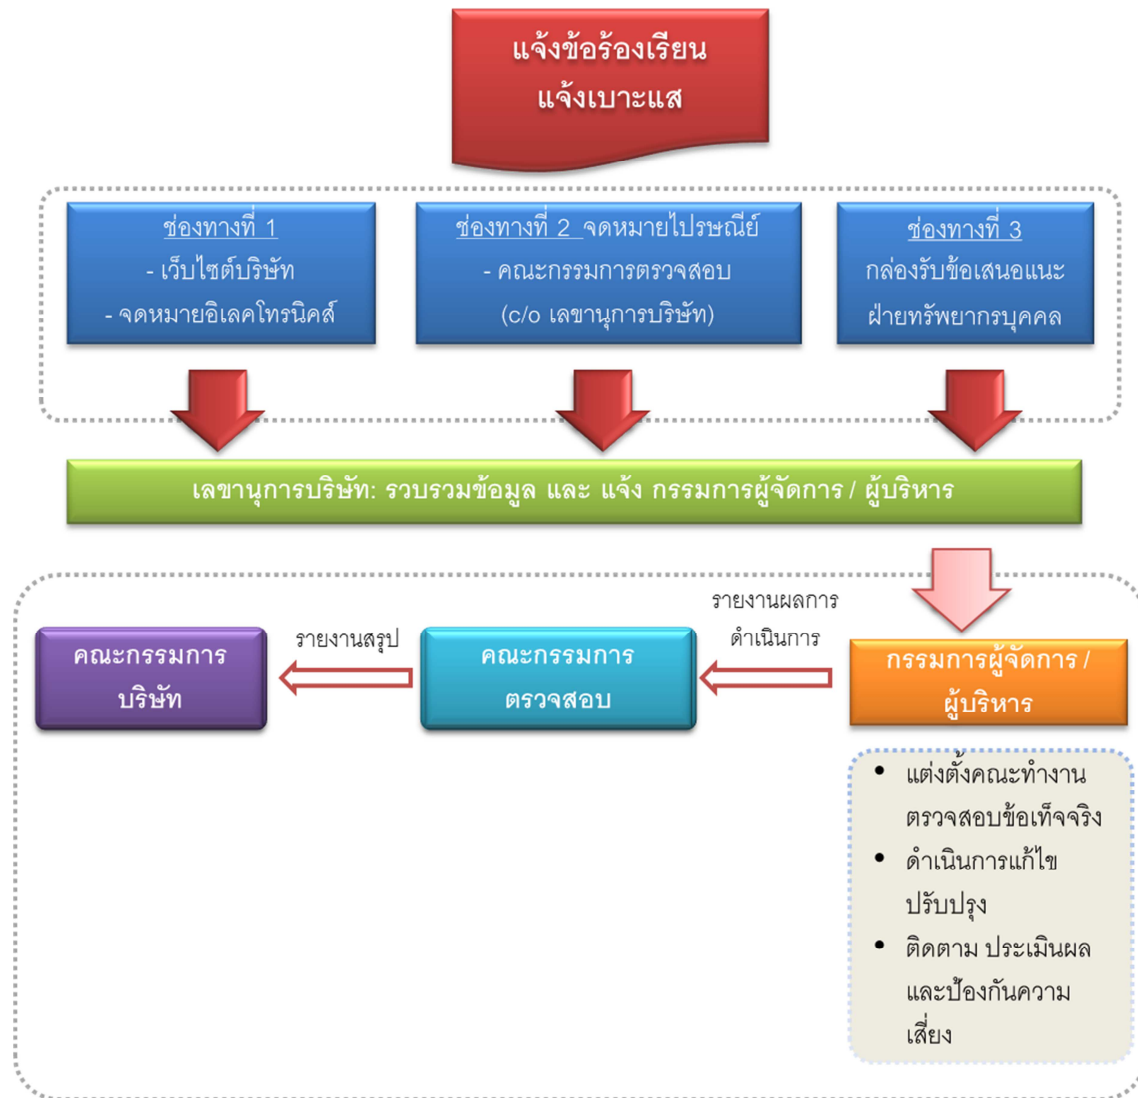 แจ้งข้อร้องเรียน
แจ้งเบาะแส
ช่องทางที่ 1
- เว็บไซต์บริษัท
- จดหมายอิเลคโทรนิคส์
ช่องทางที่ 2 จดหมายไปรษณีย์
- คณะกรรมการตรวจสอบ
(c/o เลขานุการบริษัท)
ช่องทางที่ 3
กล่องรับข้อเสนอแนะ
ฝ่ายทรัพยากรบุคคล
เลขานุการบริษัท: รวบรวมข้อมูล และ แจ้ง กรรมการผู้จัดการ / ผู้บริหาร
คณะกรรมการ
บริษัท
รายงานสรุป
คณะกรรมการ
ตรวจสอบ
รายงานผลการ
ดำเนินการ
กรรมการผู้จัดการ /
ผู้บริหาร
• แต่งตั้งคณะทำงาน
ตรวจสอบข้อเท็จจริง
• ดำเนินการแก้ไข
ปรับปรุง
• ติดตาม ประเมินผล
และป้องกันความ
เสี่ยง